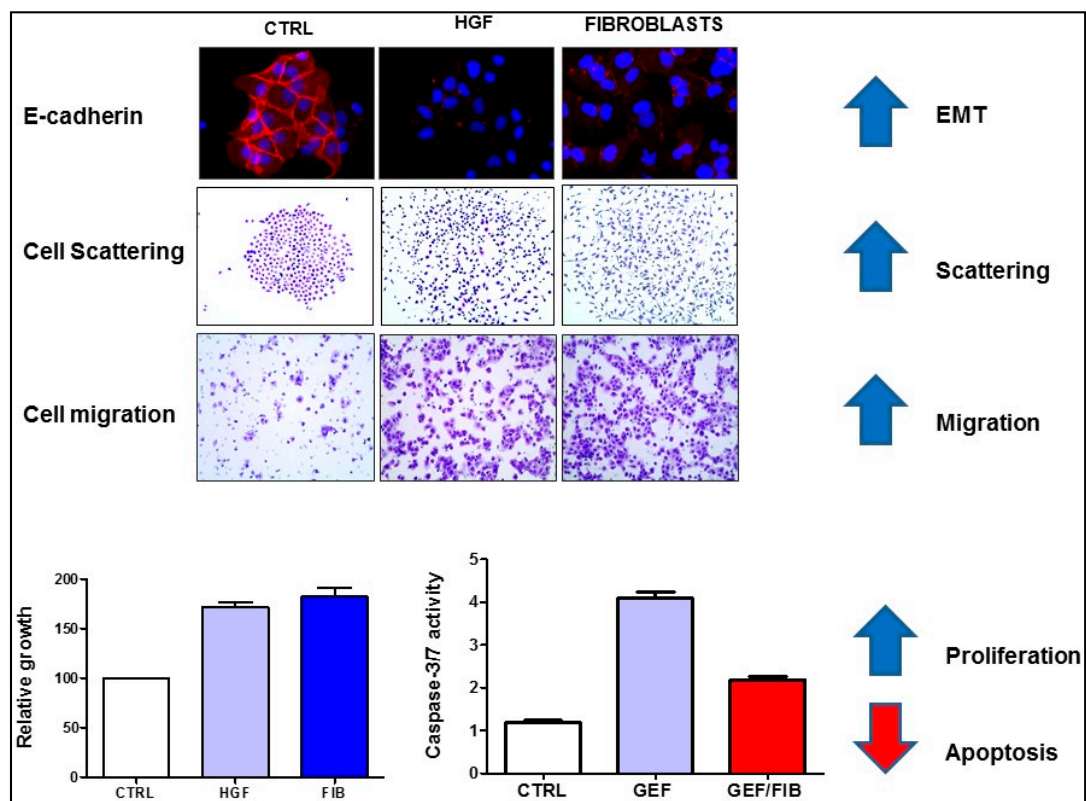 CTRL HGF FIBROBLASTS
E-cadherin EMT
Cell Scattering Scattering
Cell migration Migration
Relative growth
200
150
100
50
0
CTRL HGF FIB
Caspase-3/7 activity
5
4
3
2
1
0
CTRL GEF GEF/FIB
Proliferation
Apoptosis